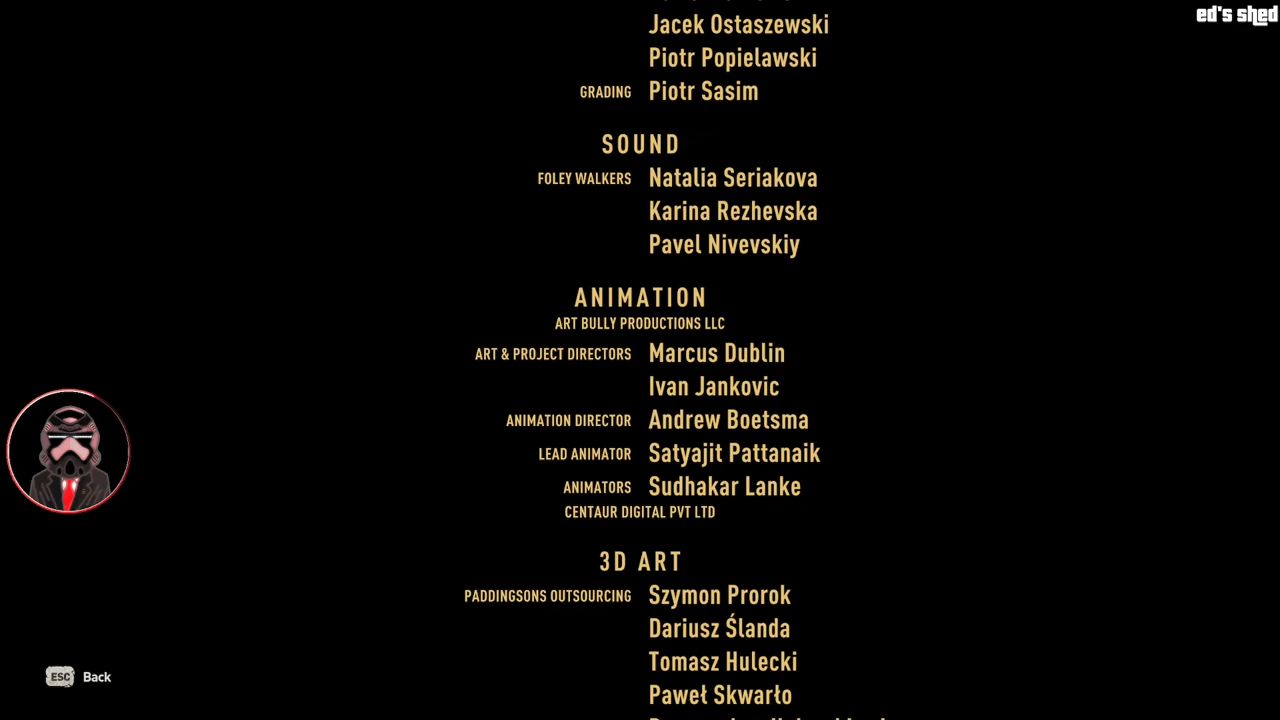 ed's shed
Jacek Ostaszewski
Piotr Popielawski
GRADING Piotr Sasim
SOUND
FOLEY WALKERS Natalia Seriakova
Karina Rezhevska
Pavel Nivevskiy
ANIMATION
ART BULLY PRODUCTIONS LLC
ART & PROJECT DIRECTORS Marcus Dublin
Ivan Jankovic
ANIMATION DIRECTOR Andrew Boetsma
LEAD ANIMATOR Satyajit Pattanaik
ANIMATORS Sudhakar Lanke
CENTAUR DIGITAL PVT LTD
3D ART
PADDINGSONS OUTSOURCING Szymon Prorok
Dariusz Ślanda
Tomasz Hulecki
Paweł Skwarło
ESC Back